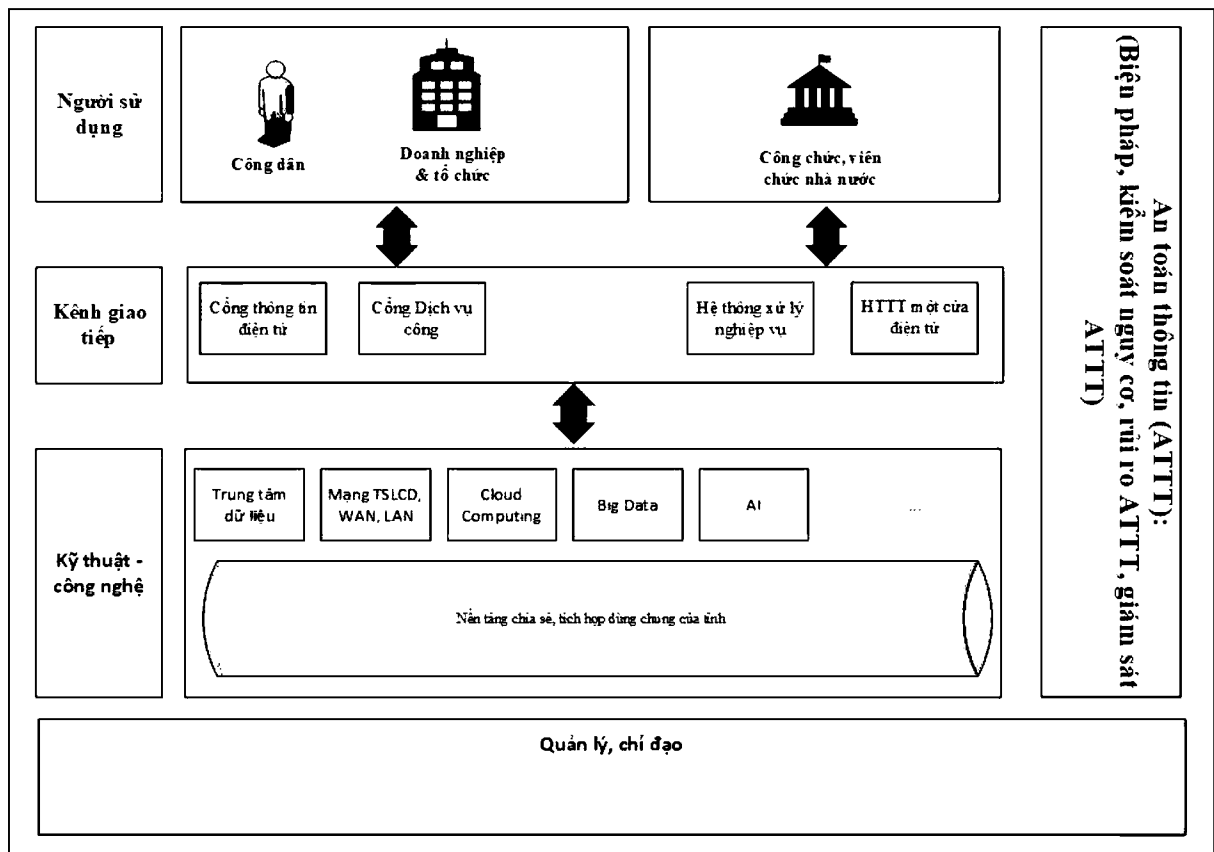 Người sử
dụng
Công dân
Doanh nghiệp
& tổ chức
Công chức, viên
chức nhà nước
Kênh giao
tiếp
Cổng thông tin
điện tử
Cổng Dịch vụ
công
Hệ thống xử lý
nghiệp vụ
HTTT một cửa
điện tử
Kỹ thuật -
công nghệ
Trung tâm
dữ liệu
Mạng TSLCD,
WAN, LAN
Cloud
Computing
Big Data
AI
...
Nền tảng chia sẻ, tích hợp dùng chung của tỉnh
An toán thông tin (ATTT):
(Biện pháp, kiểm soát nguy cơ, rủi ro ATTT, giám sát
ATTT)
Quản lý, chỉ đạo